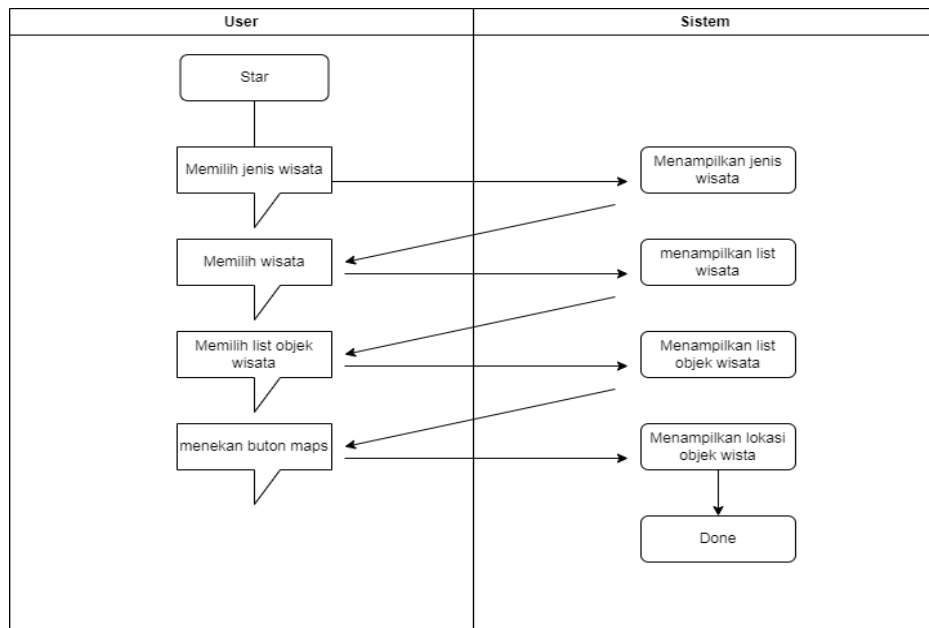 User
Sistem
Star
Memilih jenis wisata
Menampilkan jenis
wisata
Memilih wisata
menampilkan list
wisata
Memilih list objek
wisata
Menampilkan list
objek wisata
menekan buton maps
Menampilkan lokasi
objek wista
Done